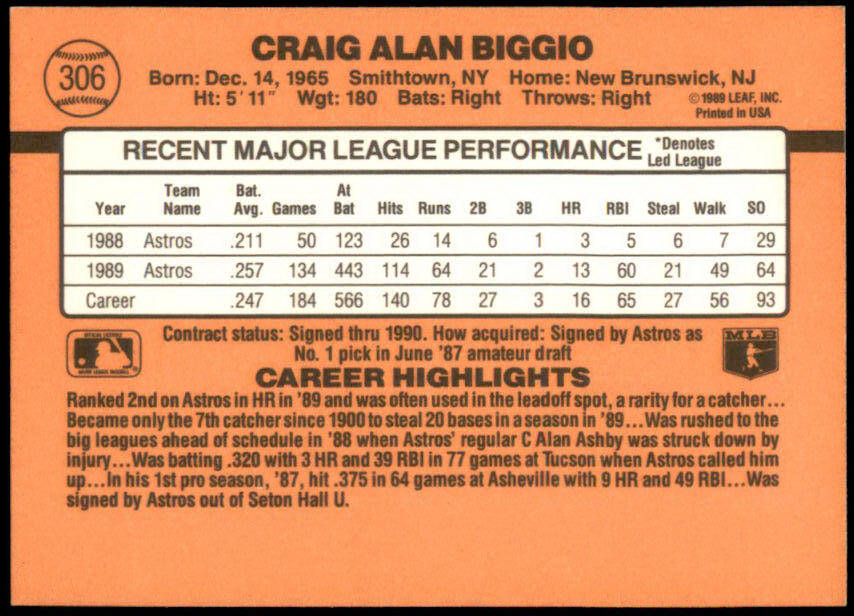 306
CRAIG ALAN BIGGIO
Born: Dec. 14, 1965 Smithtown, NY Home: New Brunswick, NJ
Ht: 5' 11" Wgt: 180 Bats: Right Throws: Right
©1989 LEAF, INC.
Printed in USA
RECENT MAJOR LEAGUE PERFORMANCE *Denotes Led League
Year Team Name Bat. Avg. Games At Bat Hits Runs 2B 3B HR RBI Steal Walk SO
1988 Astros .211 50 123 26 14 6 1 3 5 6 7 29
1989 Astros .257 134 443 114 64 21 2 13 60 21 49 64
Career .247 184 566 140 78 27 3 16 65 27 56 93
Contract status: Signed thru 1990. How acquired: Signed by Astros as
No. 1 pick in June '87 amateur draft
MLB
CAREER HIGHLIGHTS
Ranked 2nd on Astros in HR in '89 and was often used in the leadoff spot, a rarity for a catcher...
Became only the 7th catcher since 1900 to steal 20 bases in a season in '89...Was rushed to the
big leagues ahead of schedule in '88 when Astros' regular C Alan Ashby was struck down by
injury...Was batting .320 with 3 HR and 39 RBI in 77 games at Tucson when Astros called him
up...In his 1st pro season, '87, hit .375 in 64 games at Asheville with 9 HR and 49 RBI...Was
signed by Astros out of Seton Hall U.